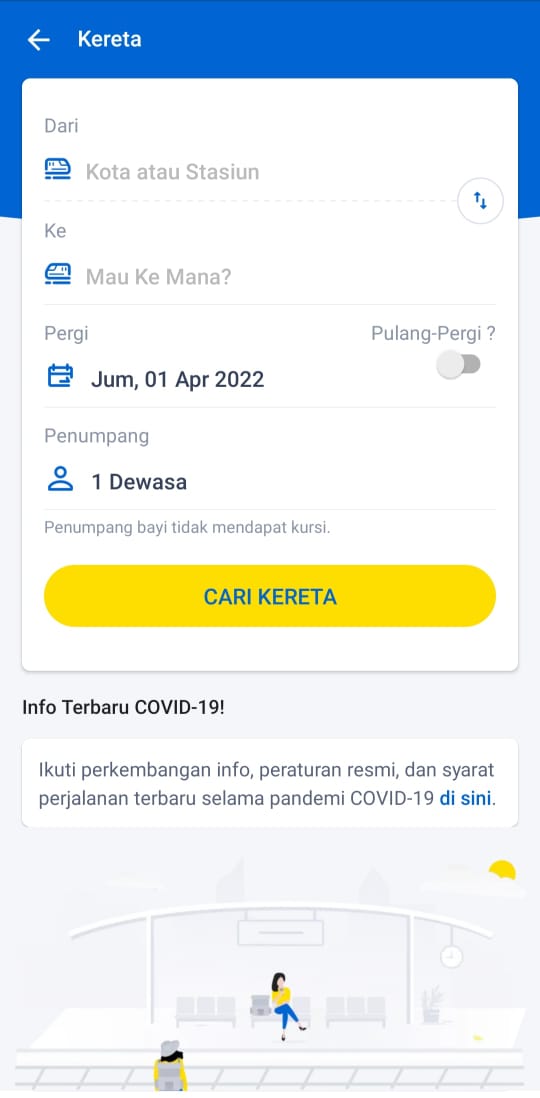 Kereta
Dari
Kota atau Stasiun
Ke
Mau Ke Mana?
Pergi
Pulang-Pergi ?
Jum, 01 Apr 2022
Penumpang
1 Dewasa
Penumpang bayi tidak mendapat kursi.
CARI KERETA
Info Terbaru COVID-19!
Ikuti perkembangan info, peraturan resmi, dan syarat
perjalanan terbaru selama pandemi COVID-19 di sini.